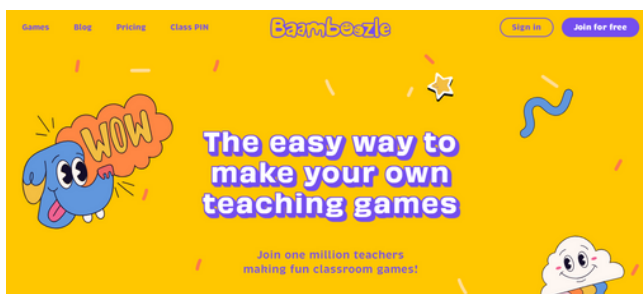 Games Blog Pricing Class PIN Baamboozle Sign in Join for free
WOW
The easy way to
make your own
teaching games
Join one million teachers
making fun classroom games!